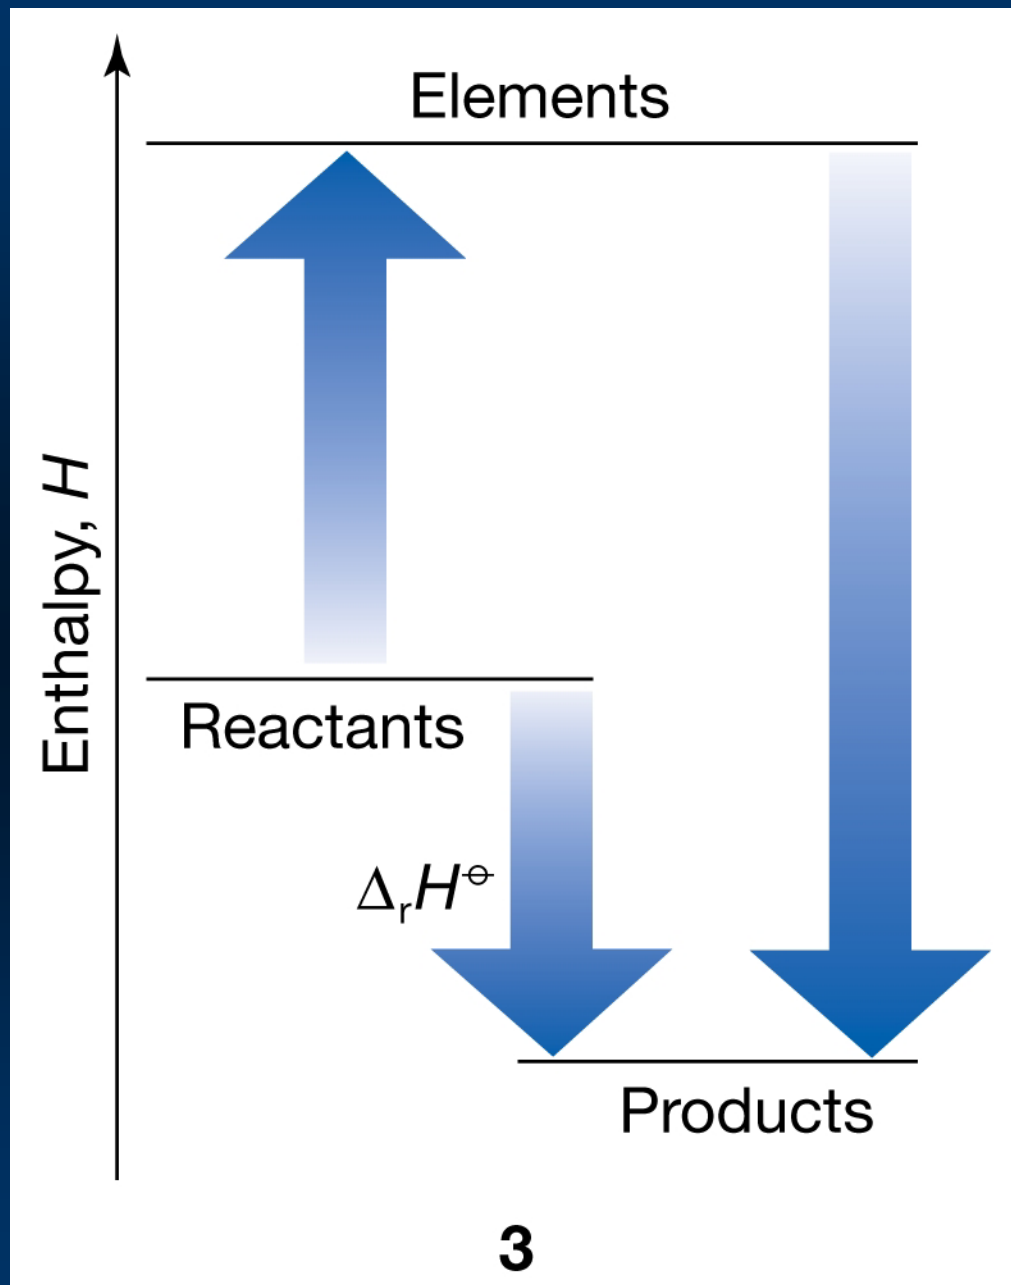 Elements
Enthalpy, H
Reactants
ΔrH⦵
Products
3